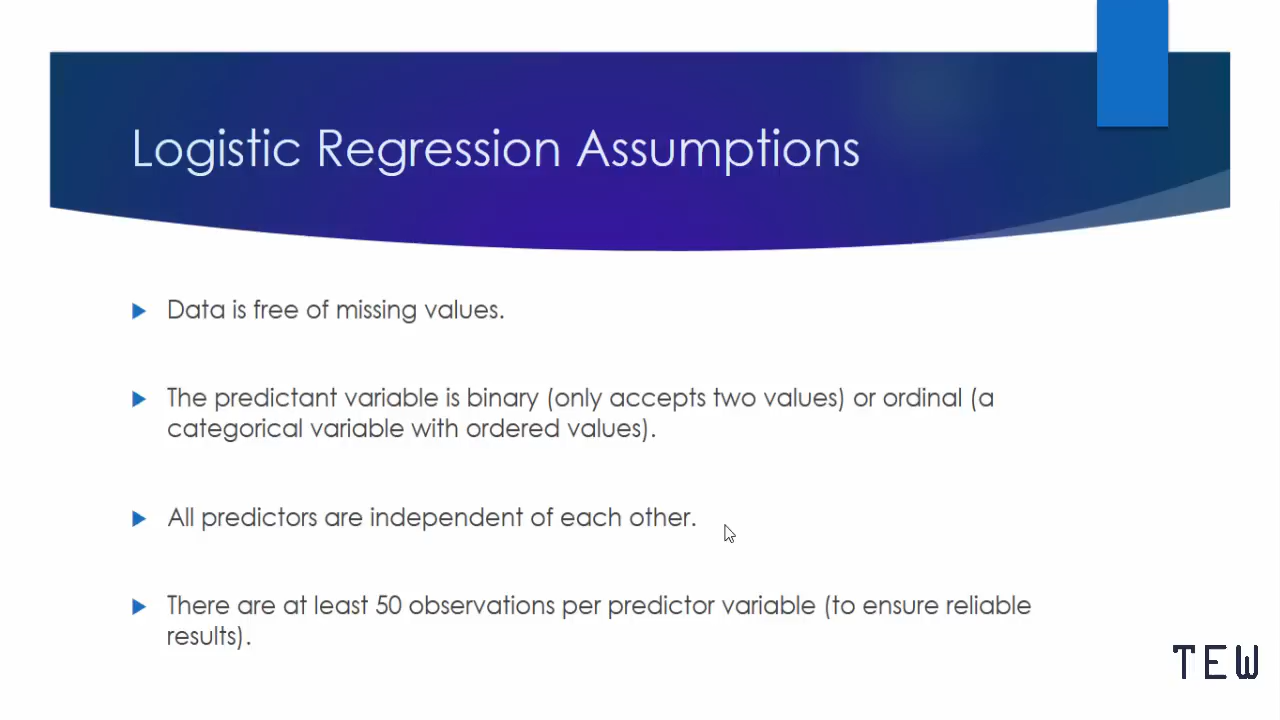 Logistic Regression Assumptions
Data is free of missing values.
The predictant variable is binary (only accepts two values) or ordinal (a
categorical variable with ordered values).
All predictors are independent of each other.
There are at least 50 observations per predictor variable (to ensure reliable
results).
TEW